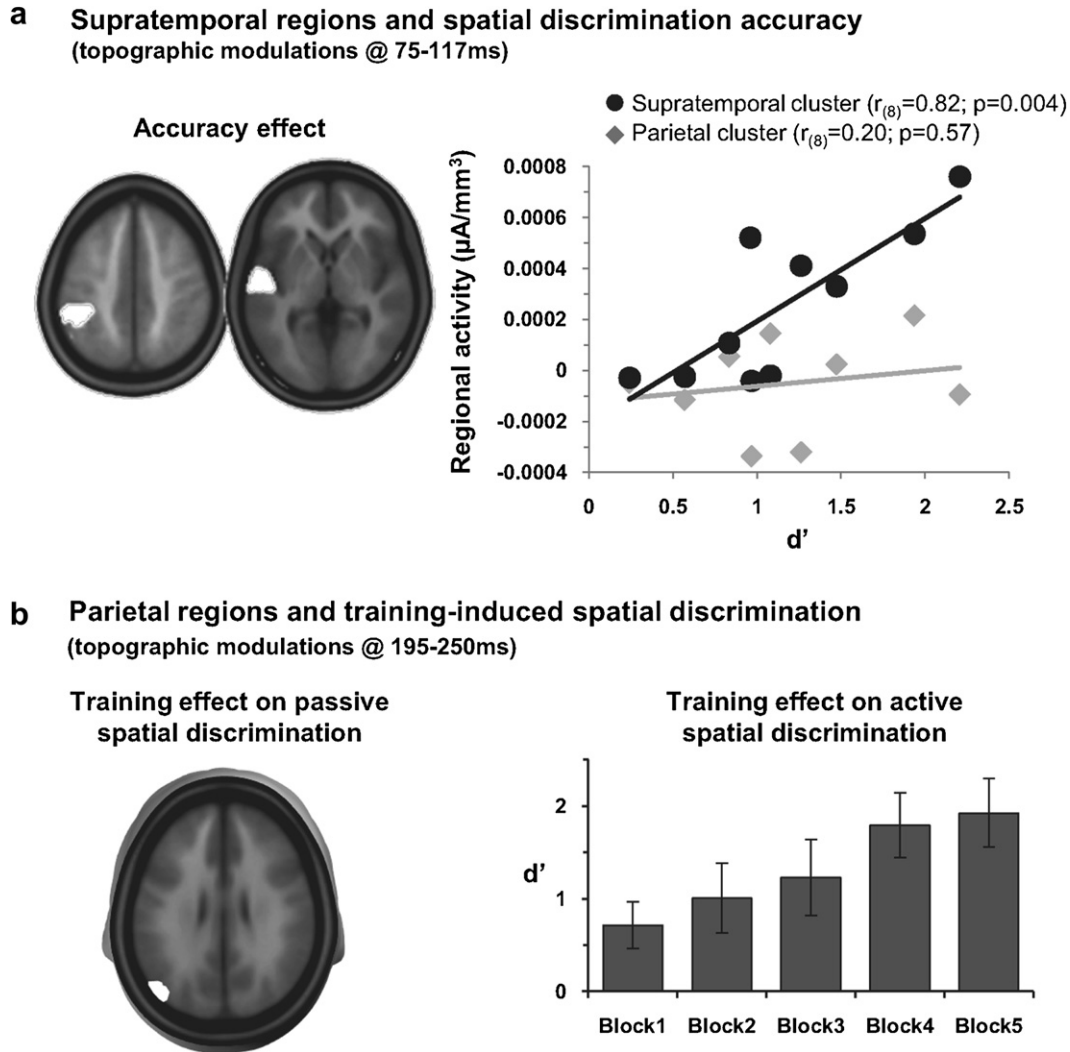 a Supratemporal regions and spatial discrimination accuracy
(topographic modulations @ 75-117ms)
Accuracy effect
Supratemporal cluster (r(8)=0.82; p=0.004)
Parietal cluster (r(8)=0.20; p=0.57)
Regional activity (µA/mm³)
0.0008
0.0006
0.0004
0.0002
0
-0.0002
-0.0004
0 0.5 1 1.5 2 2.5
d’
b Parietal regions and training-induced spatial discrimination
(topographic modulations @ 195-250ms)
Training effect on passive
spatial discrimination
Training effect on active
spatial discrimination
d’
2
1
0
Block1 Block2 Block3 Block4 Block5